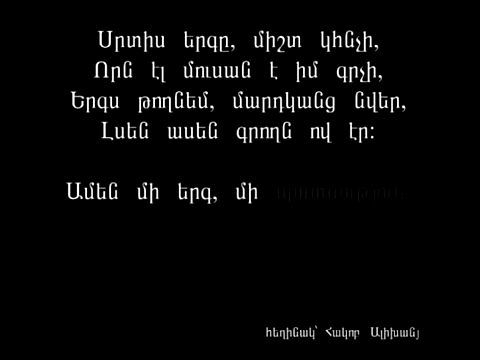 Սրտիս երգը, միշտ կհնչի,
Որն էլ մուսան է իմ գրչի,
Երգս թողնեմ, մարդկանց նվեր,
Լսեն ասեն գրողն ով էր:
Ամեն մի երգ, մի
հեղինակ՝ Հակոբ Ալիխանյ